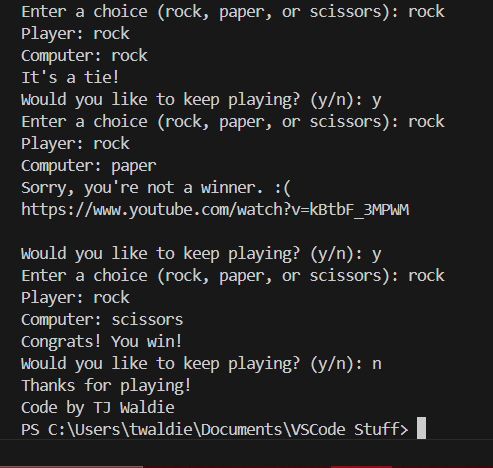 Enter a choice (rock, paper, or scissors): rock
Player: rock
Computer: rock
It's a tie!
Would you like to keep playing? (y/n): y
Enter a choice (rock, paper, or scissors): rock
Player: rock
Computer: paper
Sorry, you're not a winner. :(
https://www.youtube.com/watch?v=kBtbF_3MPWM
Would you like to keep playing? (y/n): y
Enter a choice (rock, paper, or scissors): rock
Player: rock
Computer: scissors
Congrats! You win!
Would you like to keep playing? (y/n): n
Thanks for playing!
Code by TJ Waldie
PS C:\Users\twaldie\Documents\VSCode Stuff>